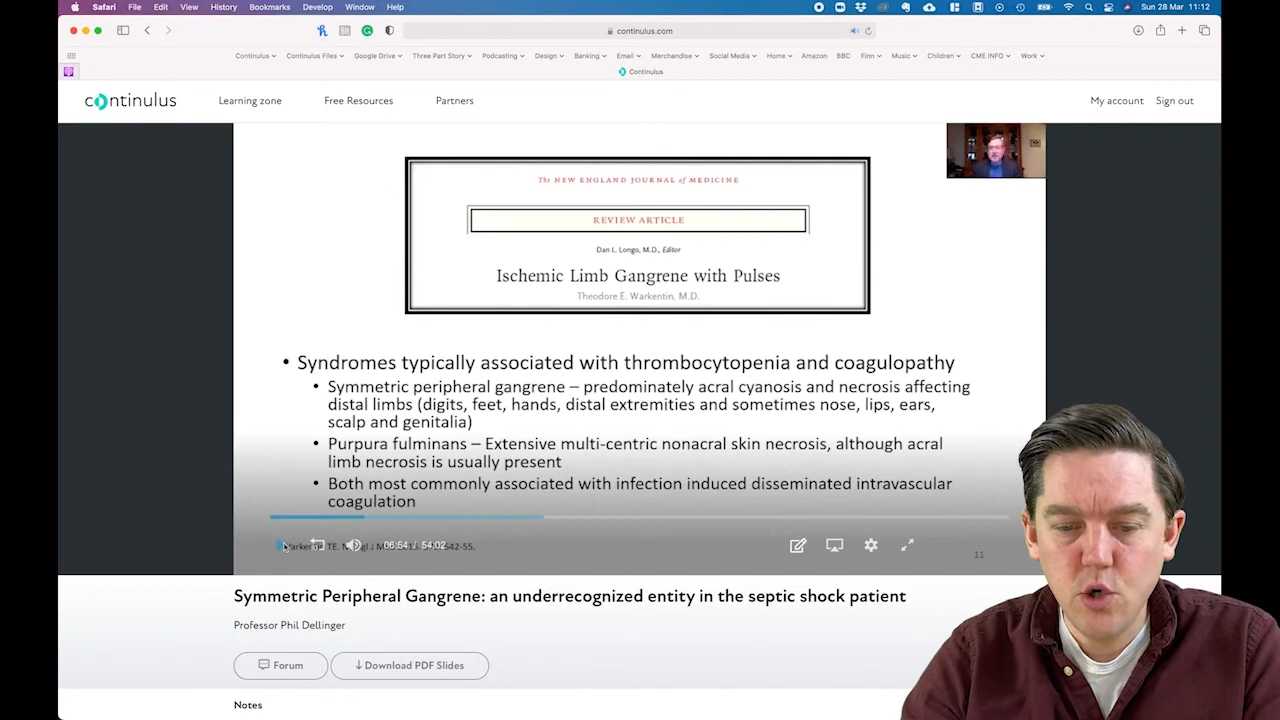 Safari File Edit View History Bookmarks Develop Window Help Sun 28 Mar 11:12
continulus.com
Continulus Continulus Files Google Drive Three Part Story Podcasting Design Banking Email Merchandise Social Media Home Amazon BBC Finn Music Children CME INFO Work
Continulus
continulus Learning zone Free Resources Partners My account Sign out
The NEW ENGLAND JOURNAL of MEDICINE
REVIEW ARTICLE
Dan L. Longo, M.D., Editor
Ischemic Limb Gangrene with Pulses
Theodore E. Warkentin, M.D.
• Syndromes typically associated with thrombocytopenia and coagulopathy
• Symmetric peripheral gangrene – predominately acral cyanosis and necrosis affecting
distal limbs (digits, feet, hands, distal extremities and sometimes nose, lips, ears,
scalp and genitalia)
• Purpura fulminans – Extensive multi-centric nonacral skin necrosis, although acral
limb necrosis is usually present
• Both most commonly associated with infection induced disseminated intravascular
coagulation
06:54 / 54:02
TE.
11
Symmetric Peripheral Gangrene: an underrecognized entity in the septic shock patient
Professor Phil Dellinger
Forum Download PDF Slides
Notes